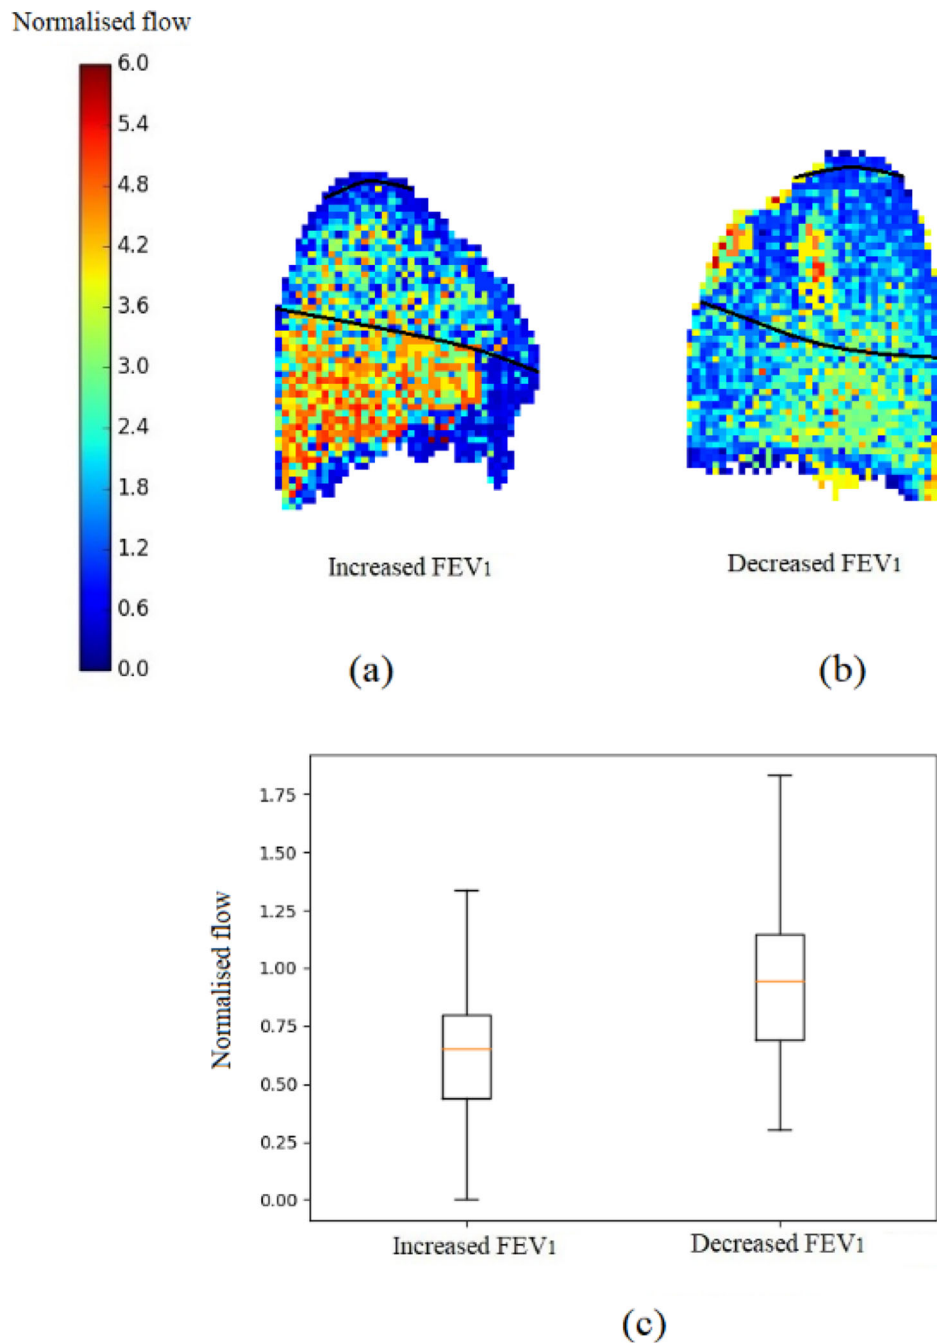 Normalised flow
6.0
5.4
4.8
4.2
3.6
3.0
2.4
1.8
1.2
0.6
0.0
Increased FEV1
Decreased FEV1
(a)
(b)
1.75
1.50
1.25
1.00
0.75
0.50
0.25
0.00
Normalised flow
Increased FEV1
Decreased FEV1
(c)